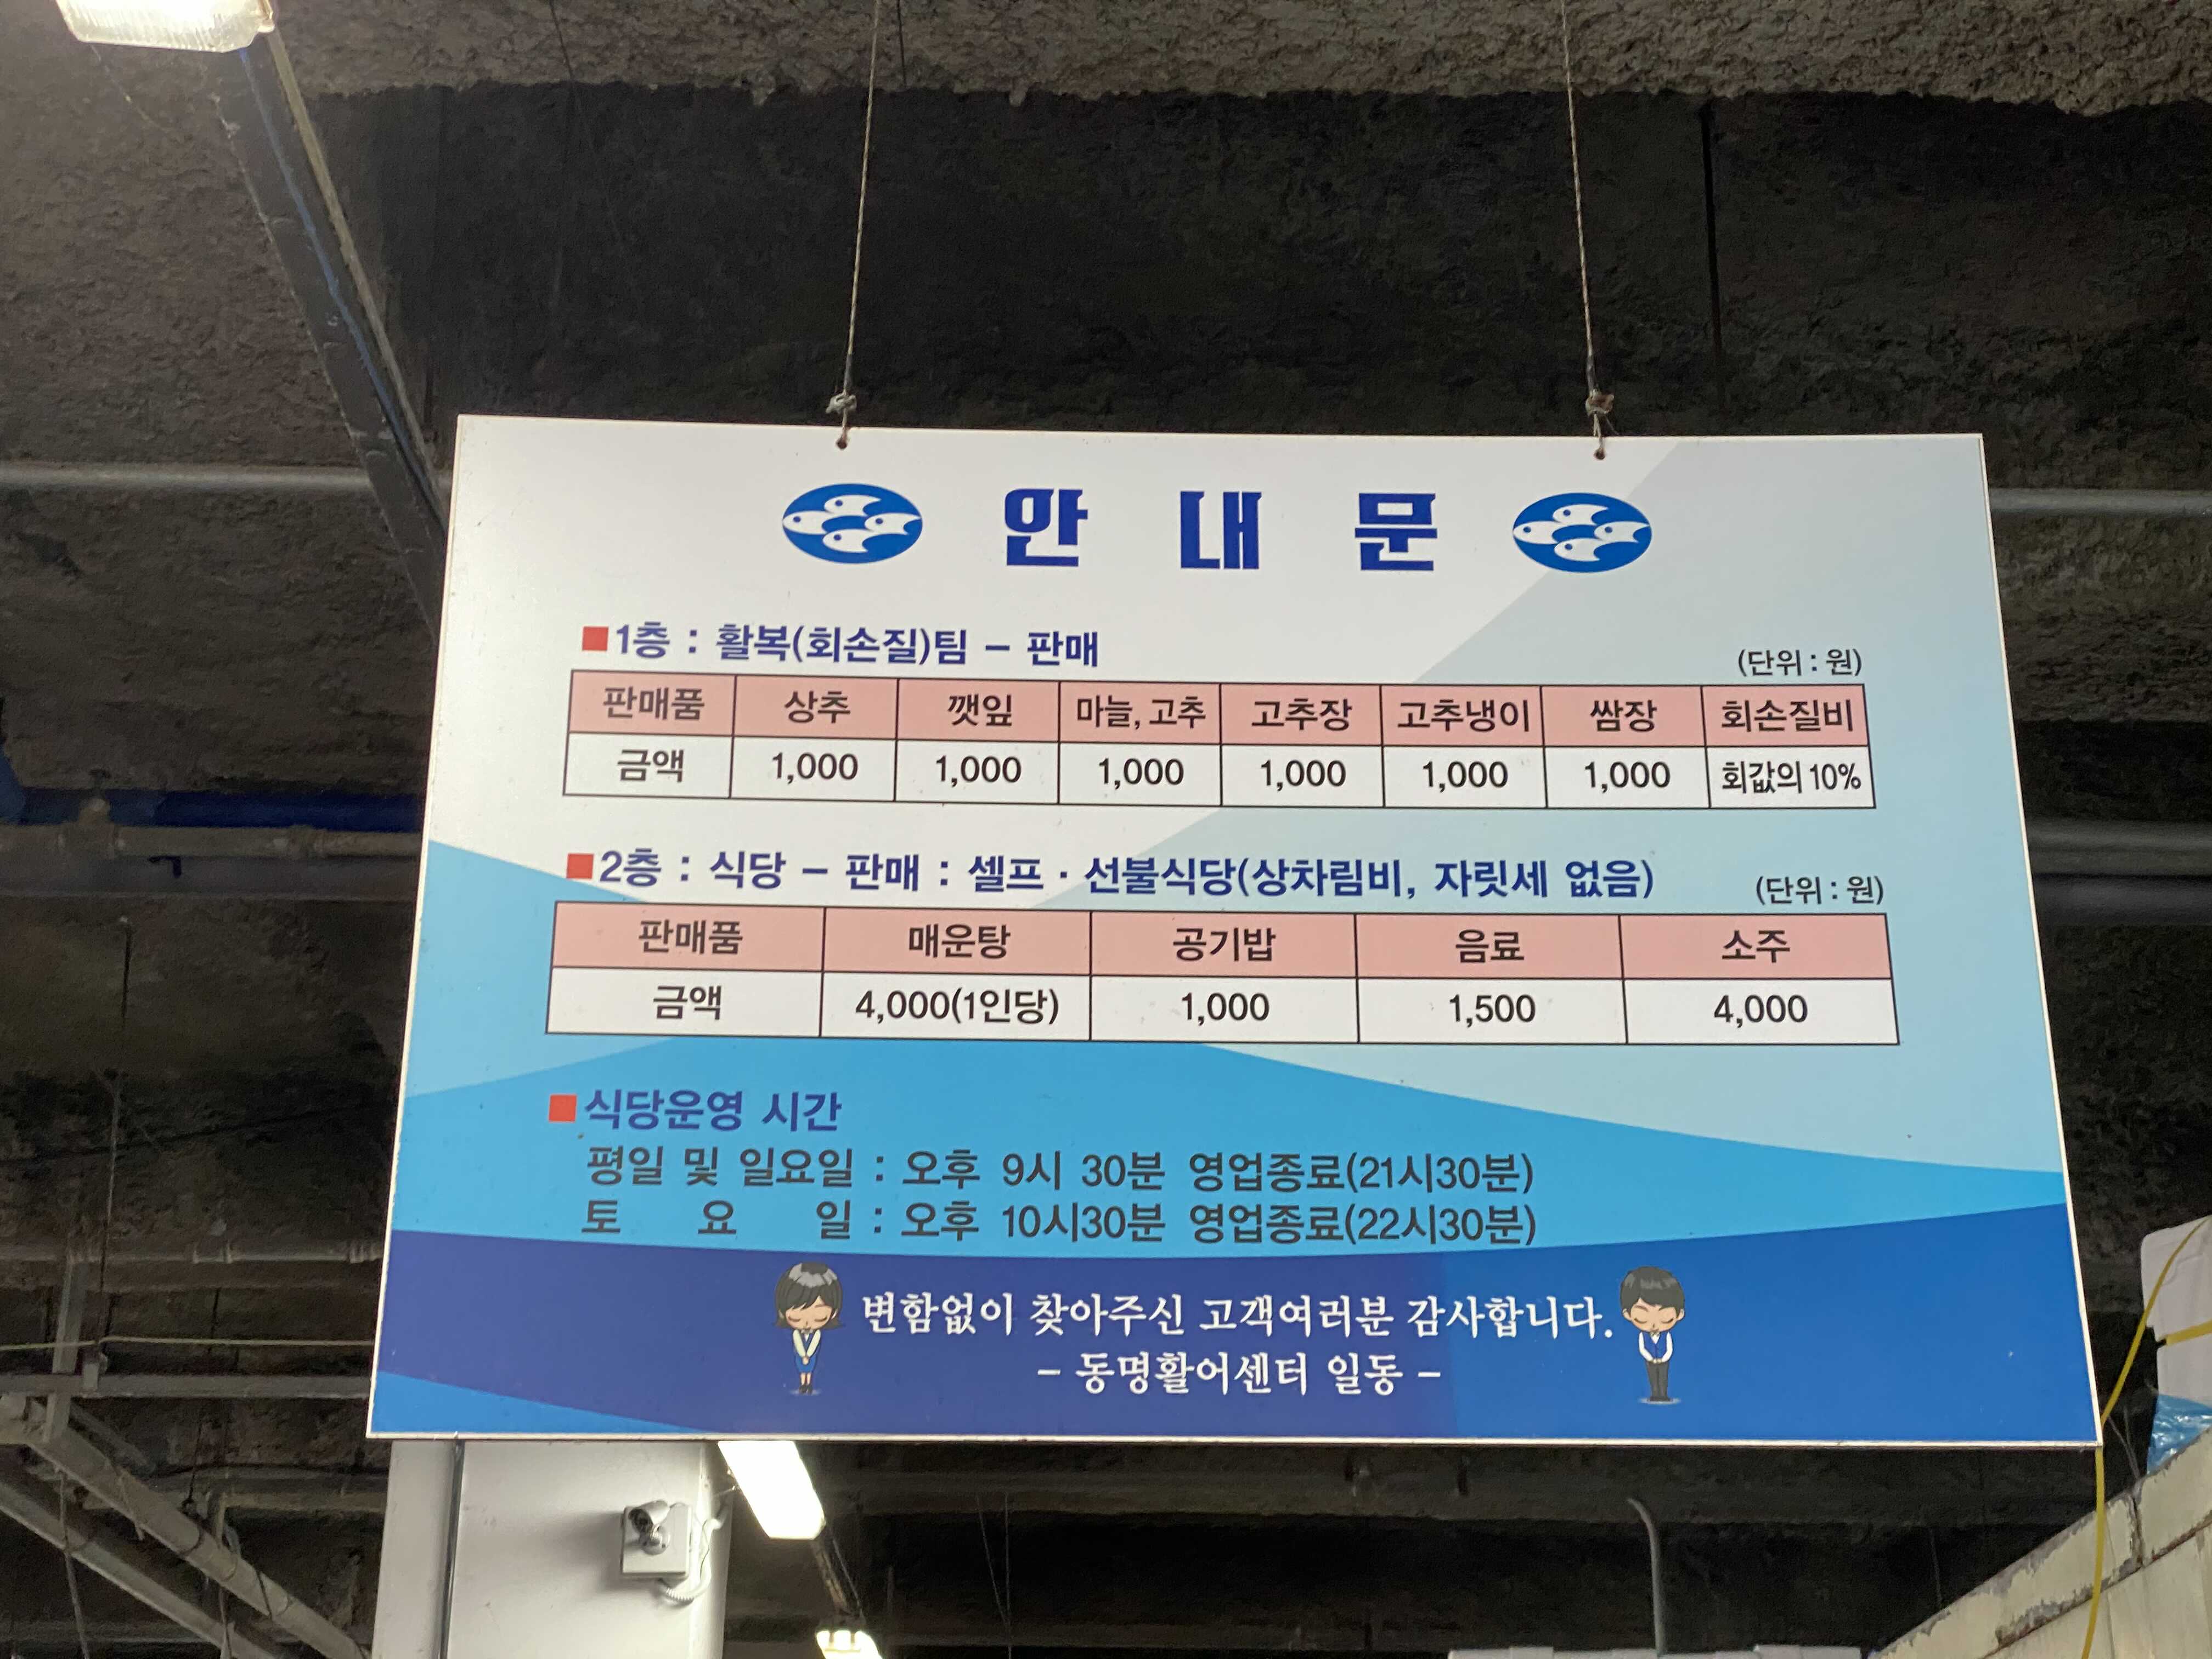 안 내 문
■1층 : 활복(회손질)팀 – 판매
(단위 : 원)
판매품 상추 깻잎 마늘, 고추 고추장 고추냉이 쌈장 회손질비
금액 1,000 1,000 1,000 1,000 1,000 1,000 회값의 10%
■2층 : 식당 – 판매 : 셀프 · 선불식당(상차림비, 자릿세 없음)
(단위 : 원)
판매품 매운탕 공기밥 음료 소주
금액 4,000(1인당) 1,000 1,500 4,000
■식당운영 시간
평일 및 일요일 : 오후 9시 30분 영업종료(21시30분)
토 요 일 : 오후 10시30분 영업종료(22시30분)
변함없이 찾아주신 고객여러분 감사합니다.
– 동명활어센터 일동 –